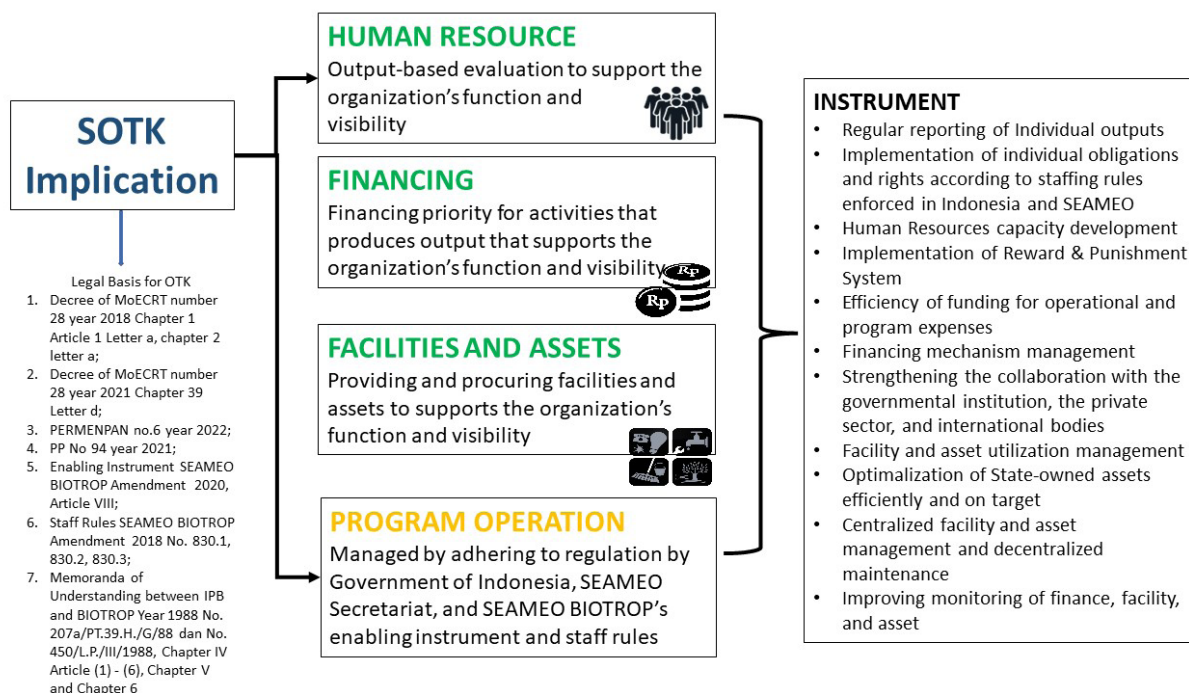 SOTK
Implication
Legal Basis for OTK
1. Decree of MoECRT number
28 year 2018 Chapter 1
Article 1 Letter a, chapter 2
letter a;
2. Decree of MoECRT number
28 year 2021 Chapter 39
Letter d;
3. PERMENPAN no.6 year 2022;
4. PP No 94 year 2021;
5. Enabling Instrument SEAMEO
BIOTROP Amendment 2020,
Article VIII;
6. Staff Rules SEAMEO BIOTROP
Amendment 2018 No. 830.1,
830.2, 830.3;
7. Memoranda of
Understanding between IPB
and BIOTROP Year 1988 No.
207a/PT.39.H./G/88 dan No.
450/L.P./III/1988, Chapter IV
Article (1) - (6), Chapter V
and Chapter 6
HUMAN RESOURCE
Output-based evaluation to support the
organization's function and
visibility
FINANCING
Financing priority for activities that
produces output that supports the
organization's function and visibility
Rp
Rp
FACILITIES AND ASSETS
Providing and procuring facilities and
assets to supports the organization's
function and visibility
PROGRAM OPERATION
Managed by adhering to regulation by
Government of Indonesia, SEAMEO
Secretariat, and SEAMEO BIOTROP's
enabling instrument and staff rules
INSTRUMENT
• Regular reporting of Individual outputs
• Implementation of individual obligations
and rights according to staffing rules
enforced in Indonesia and SEAMEO
• Human Resources capacity development
• Implementation of Reward & Punishment
System
• Efficiency of funding for operational and
program expenses
• Financing mechanism management
• Strengthening the collaboration with the
governmental institution, the private
sector, and international bodies
• Facility and asset utilization management
• Optimalization of State-owned assets
efficiently and on target
• Centralized facility and asset
management and decentralized
maintenance
• Improving monitoring of finance, facility,
and asset